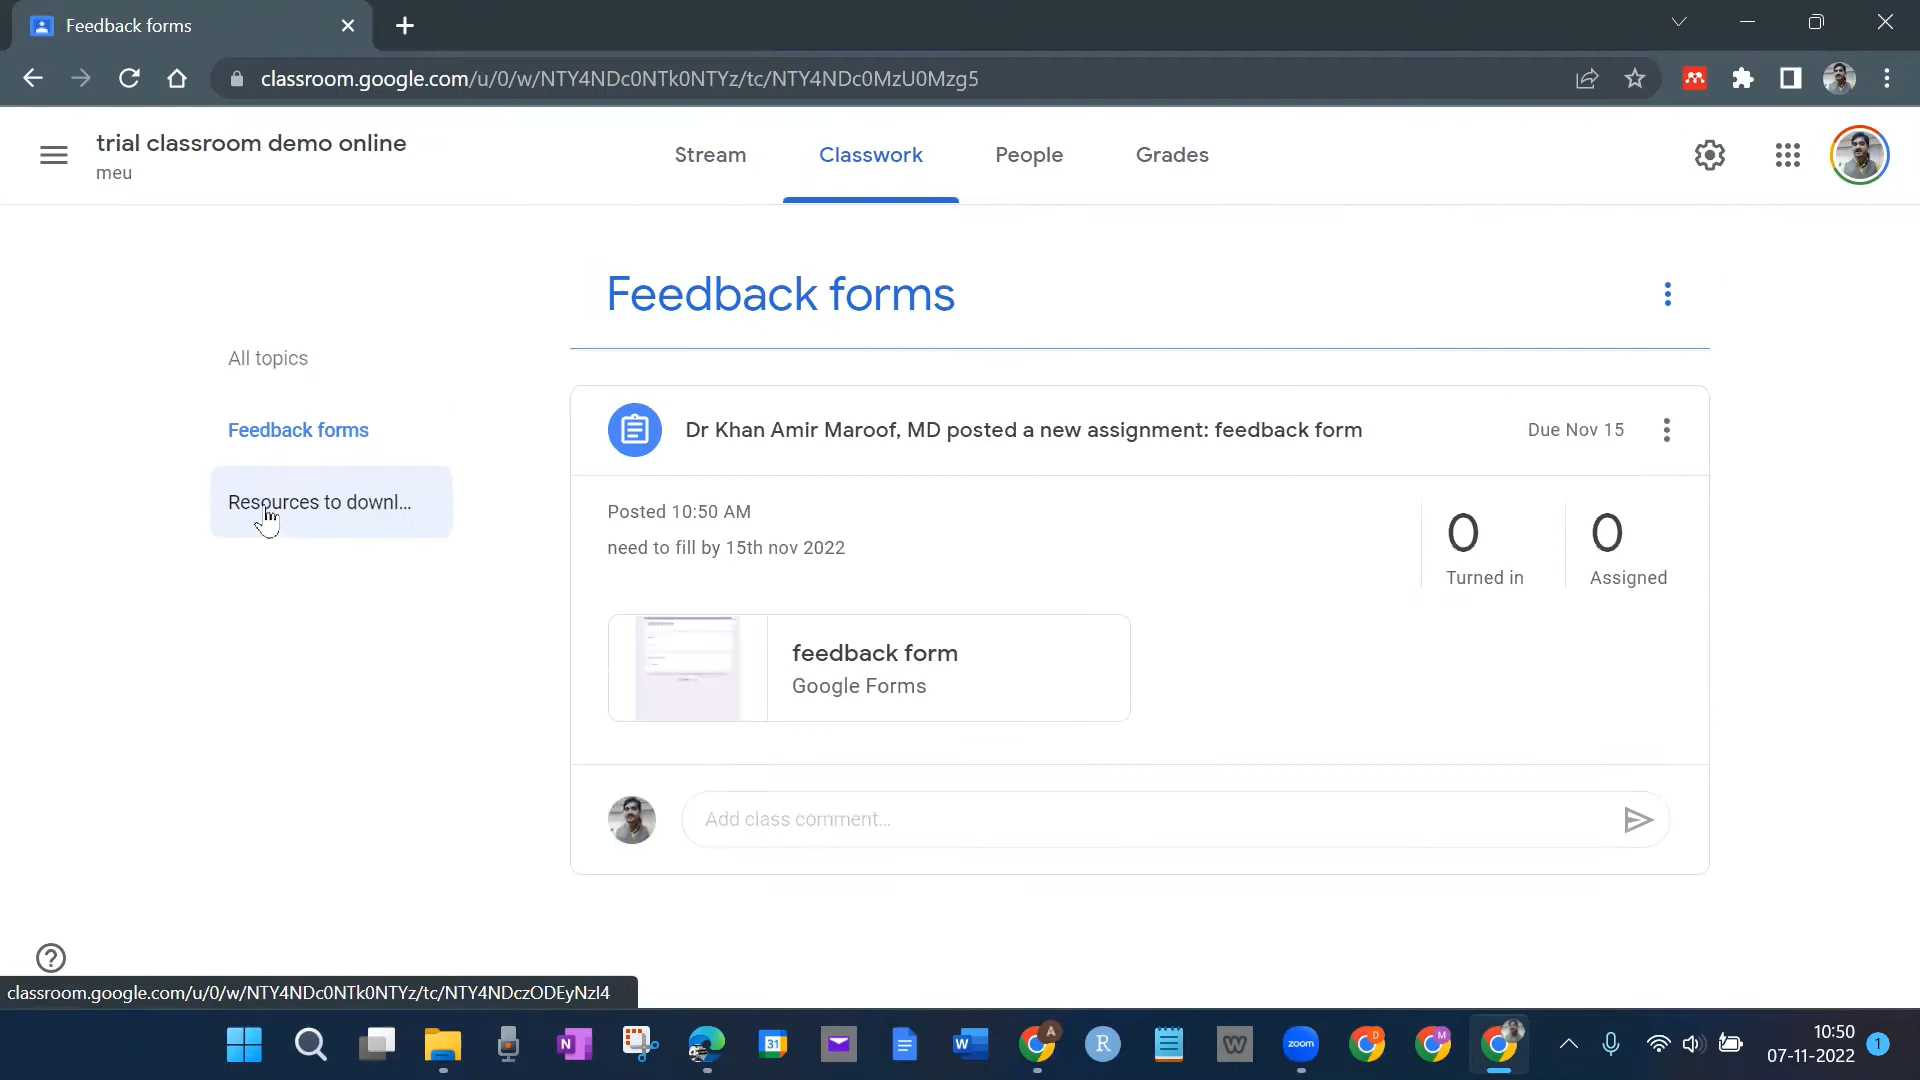 Feedback forms
classroom.google.com/u/0/w/NTY4NDc0NTk0NTYz/tc/NTY4NDc0MzU0Mzg5
trial classroom demo online
meu
Stream
Classwork
People
Grades
Feedback forms
All topics
Feedback forms
Resources to downl...
Dr Khan Amir Maroof, MD posted a new assignment: feedback form
Due Nov 15
Posted 10:50 AM
need to fill by 15th nov 2022
0
Turned in
0
Assigned
feedback form
Google Forms
Add class comment...
classroom.google.com/u/0/w/NTY4NDc0NTk0NTYz/tc/NTY4NDczODEyNzI4
31
N
W
A
R
W
zoom
D
M
10:50
07-11-2022
1